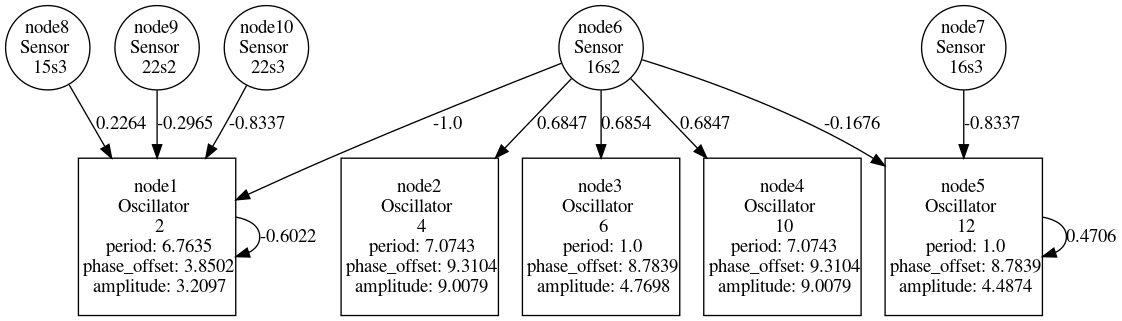 node8
Sensor
15s3
node9
Sensor
22s2
node10
Sensor
22s3
node6
Sensor
16s2
node7
Sensor
16s3
0.2264
-0.2965
-0.8337
-1.0
0.6847
0.6854
0.6847
-0.1676
-0.8337
node1
Oscillator
2
period: 6.7635
phase_offset: 3.8502
amplitude: 3.2097
-0.6022
node2
Oscillator
4
period: 7.0743
phase_offset: 9.3104
amplitude: 9.0079
node3
Oscillator
6
period: 1.0
phase_offset: 8.7839
amplitude: 4.7698
node4
Oscillator
10
period: 7.0743
phase_offset: 9.3104
amplitude: 9.0079
node5
Oscillator
12
period: 1.0
phase_offset: 8.7839
amplitude: 4.4874
0.4706